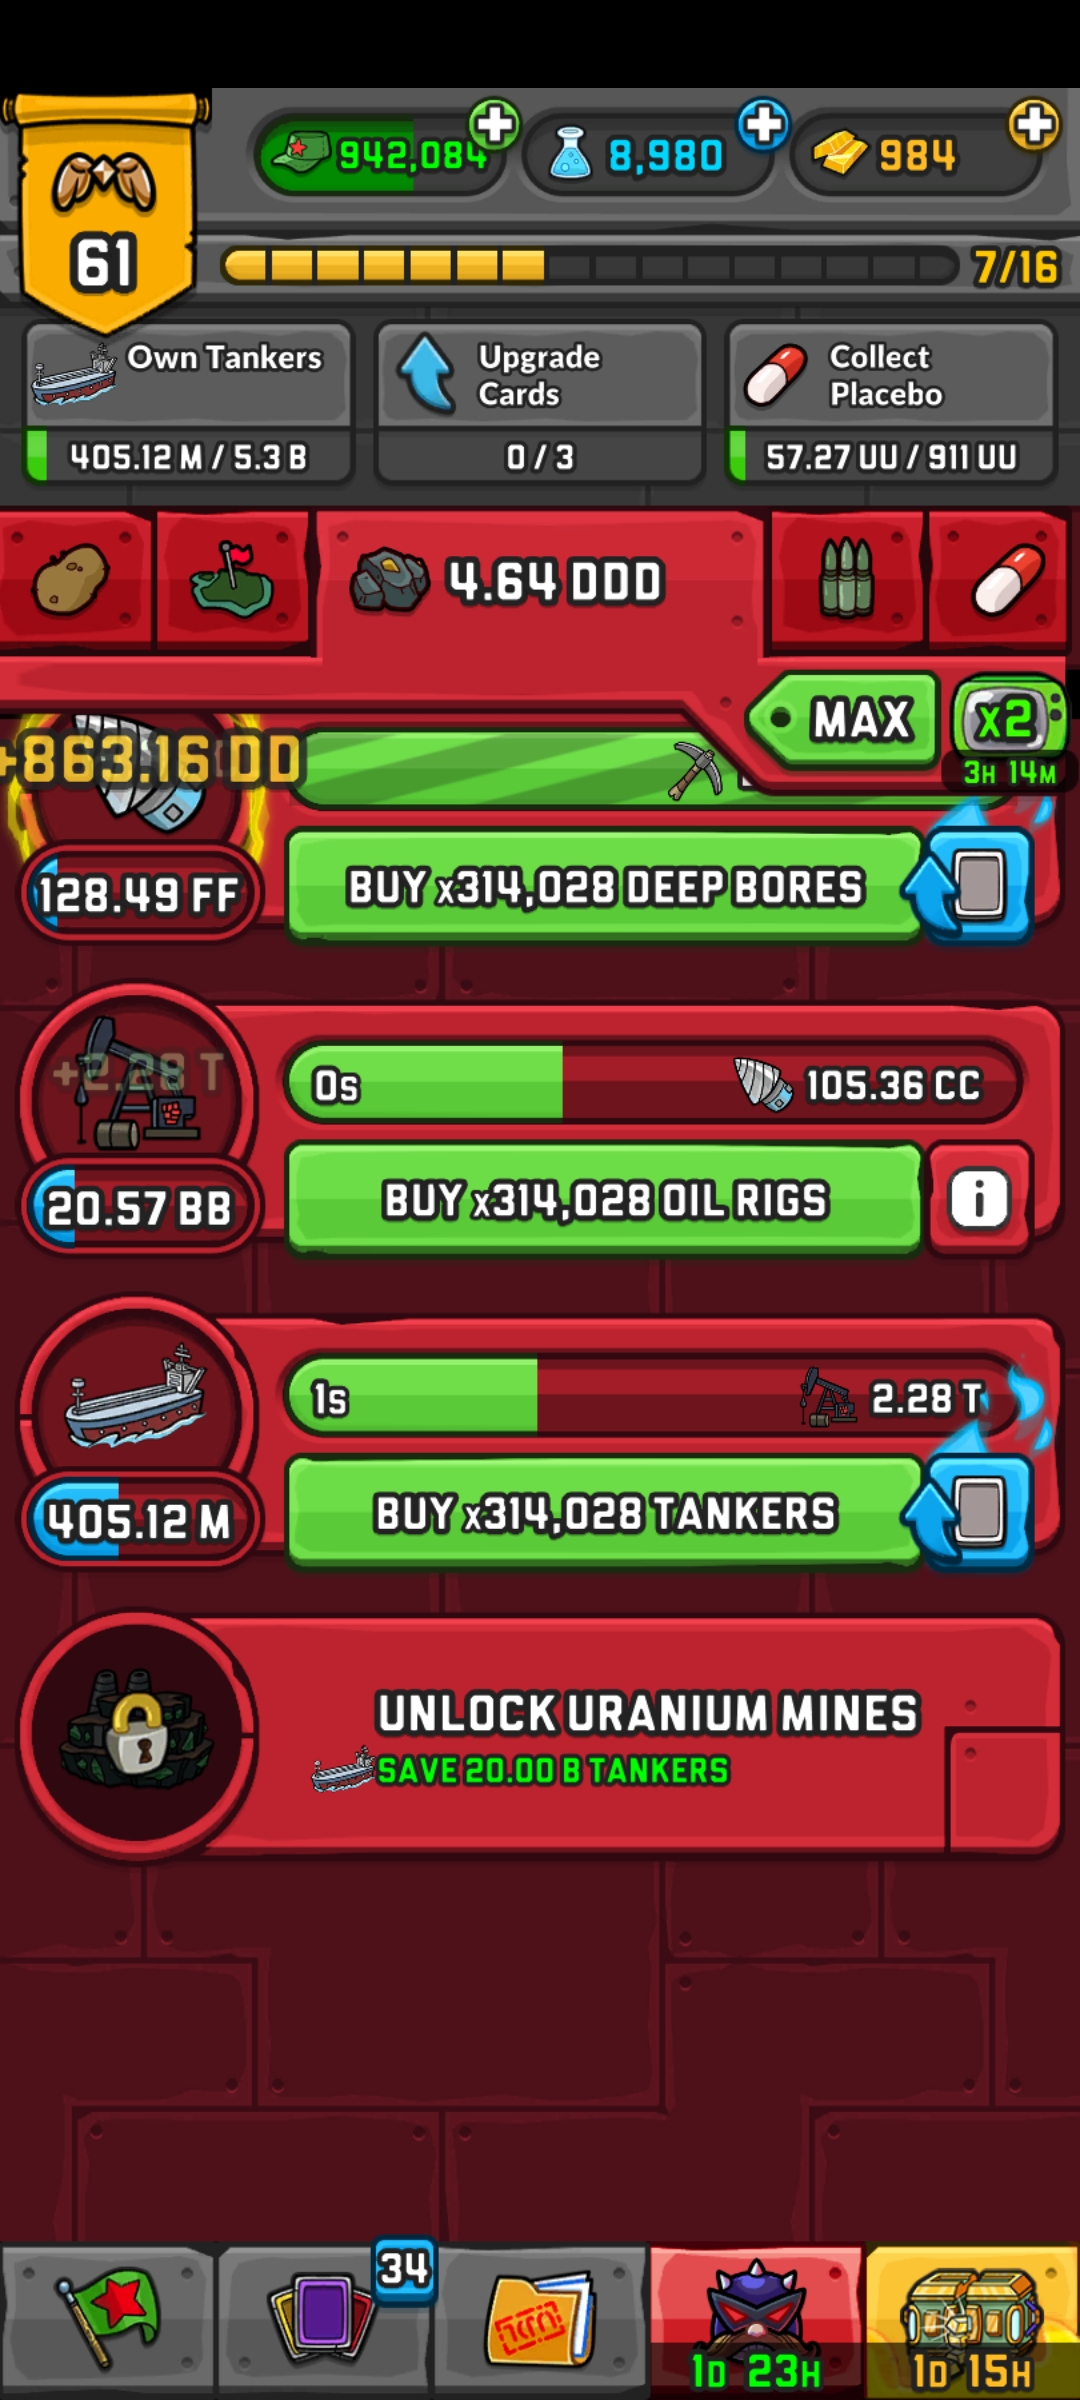 942,084
8,980
984
61
7/16
Own Tankers
405.12 M / 5.3 B
Upgrade
Cards
0 / 3
Collect
Placebo
57.27 UU / 911 UU
4.64 DDD
MAX
x2
3H 14M
+863.16 DD
128.49 FF
BUY x314,028 DEEP BORES
+2.28 T
0s
105.36 CC
20.57 BB
BUY x314,028 OIL RIGS
i
1s
2.28 T
405.12 M
BUY x314,028 TANKERS
UNLOCK URANIUM MINES
SAVE 20.00 B TANKERS
34
1D 23H
1D 15H